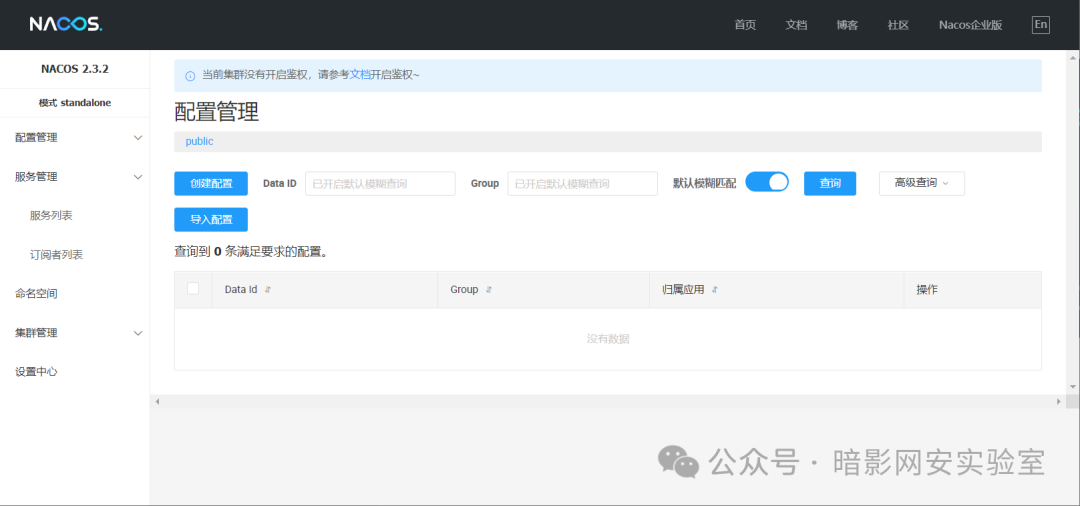 NACOS.
首页 文档 博客 社区 Nacos企业版 En
NACOS 2.3.2
模式 standalone
配置管理
服务管理
服务列表
订阅者列表
命名空间
集群管理
设置中心
当前集群没有开启鉴权，请参考文档开启鉴权~
配置管理
public
创建配置 Data ID 已开启默认模糊查询 Group 已开启默认模糊查询 默认模糊匹配 查询 高级查询
导入配置
查询到 0 条满足要求的配置。
Data Id Group 归属应用 操作
没有数据
公众号 · 暗影网安实验室